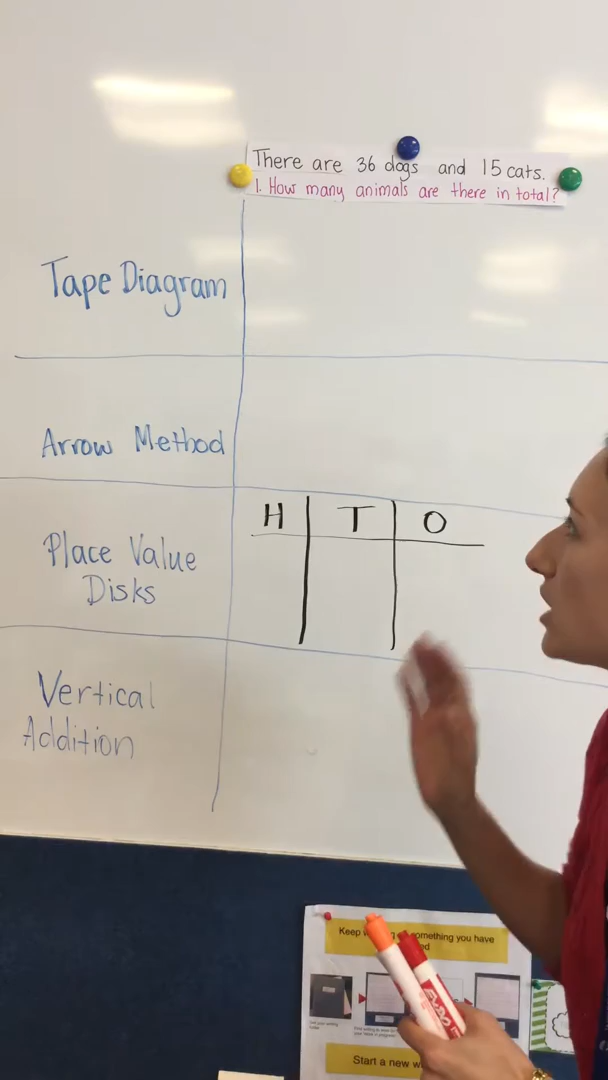 There are 36 dogs and 15 cats.
1. How many animals are there in total?
Tape Diagram
Arrow Method
H T O
Place Value
Disks
Vertical
Addition
Keep something you have
EXPO
Start a new